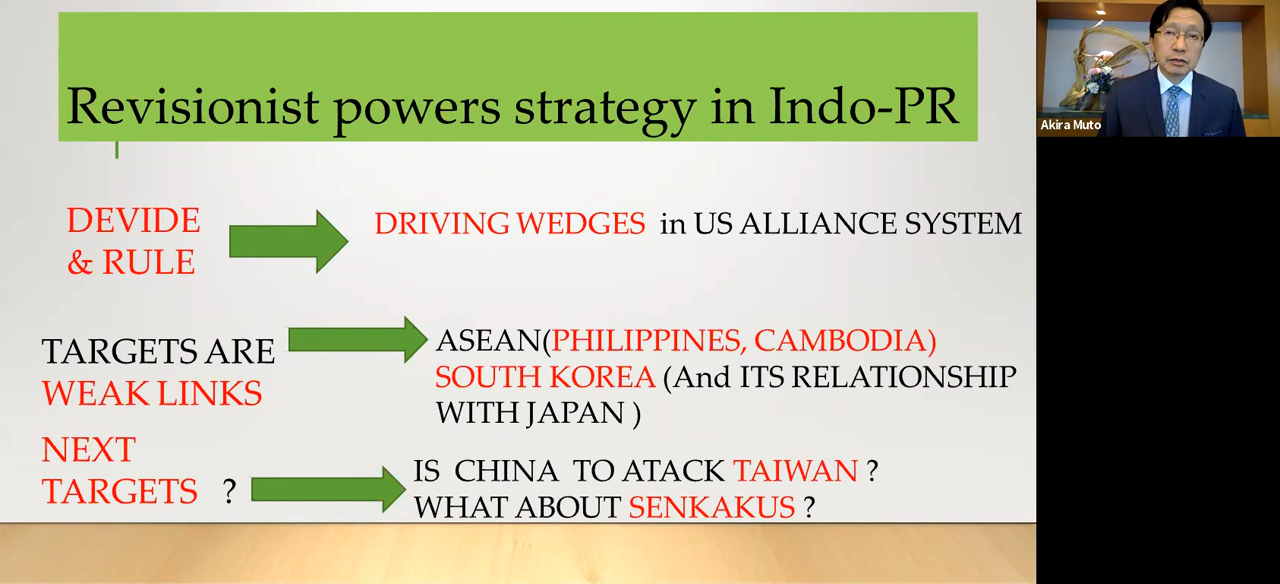 Revisionist powers strategy in Indo-PR
Akira Muto
DEVIDE
& RULE
DRIVING WEDGES in US ALLIANCE SYSTEM
TARGETS ARE
WEAK LINKS
ASEAN(PHILIPPINES, CAMBODIA)
SOUTH KOREA (And ITS RELATIONSHIP
WITH JAPAN )
NEXT
TARGETS ?
IS CHINA TO ATACK TAIWAN ?
WHAT ABOUT SENKAKUS ?